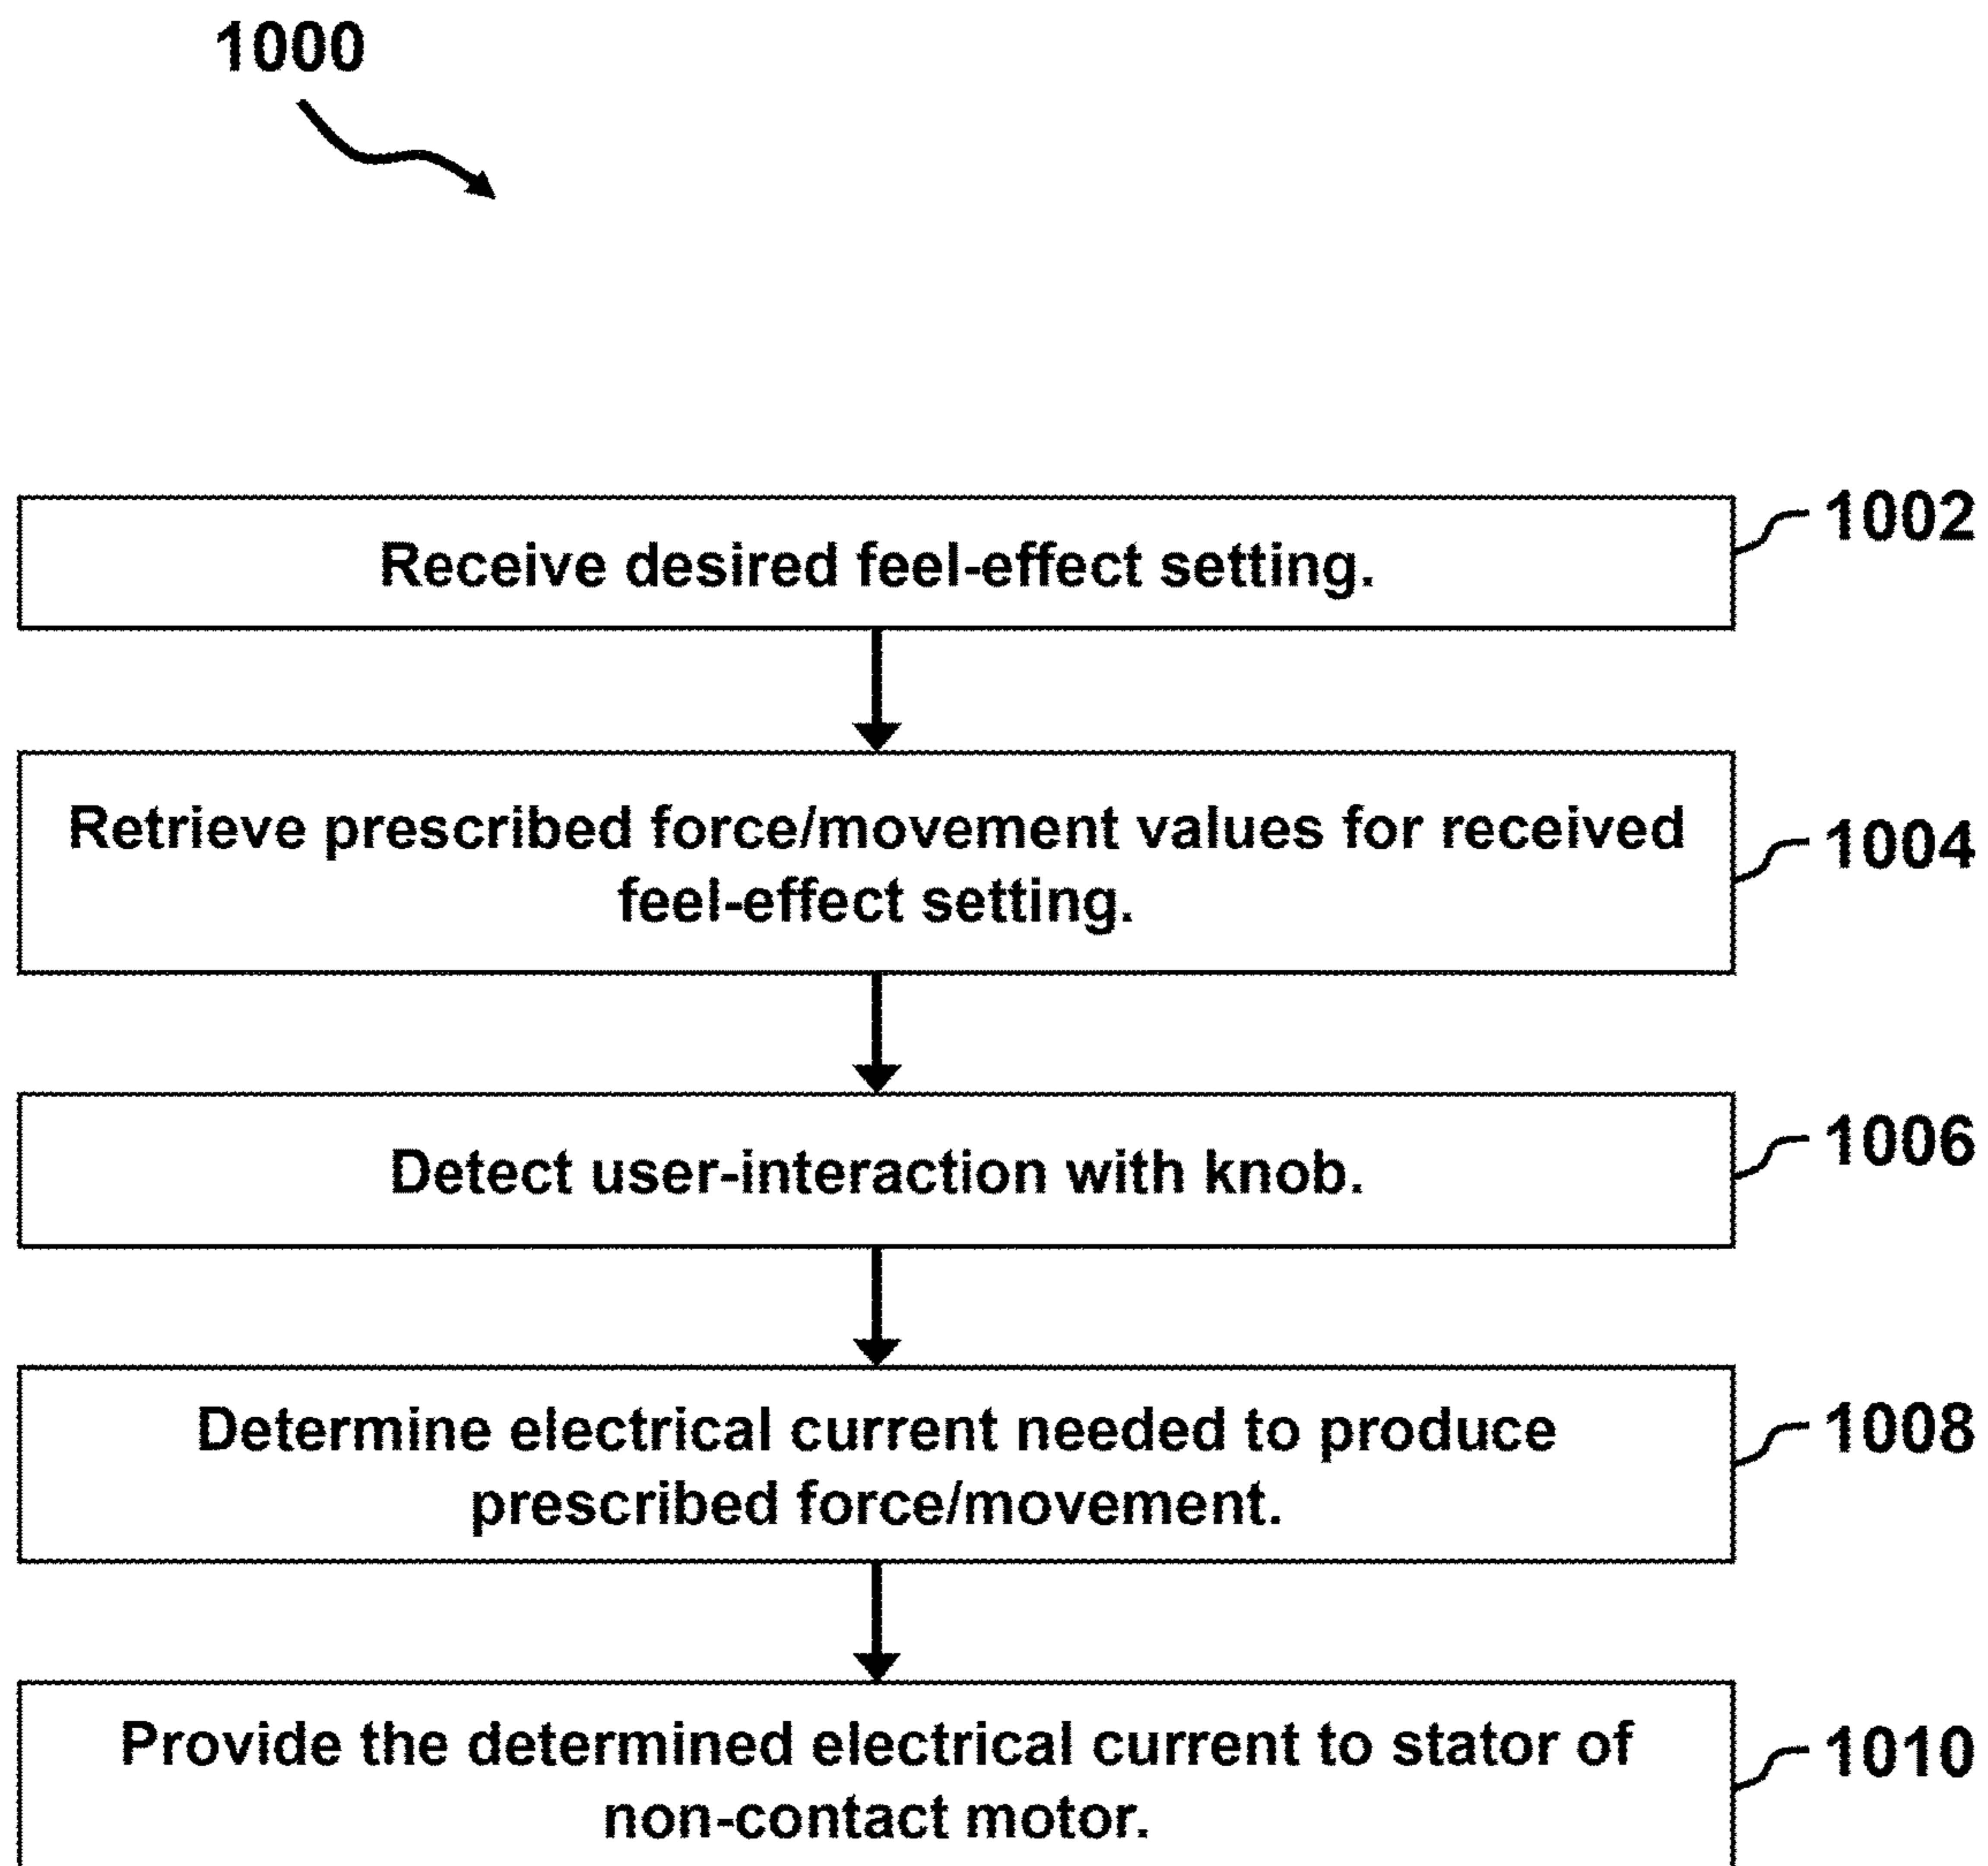 1000
Receive desired feel-effect setting.
1002
Retrieve prescribed force/movement values for received
feel-effect setting.
1004
Detect user-interaction with knob.
1006
Determine electrical current needed to produce
prescribed force/movement.
1008
Provide the determined electrical current to stator of
non-contact motor.
1010